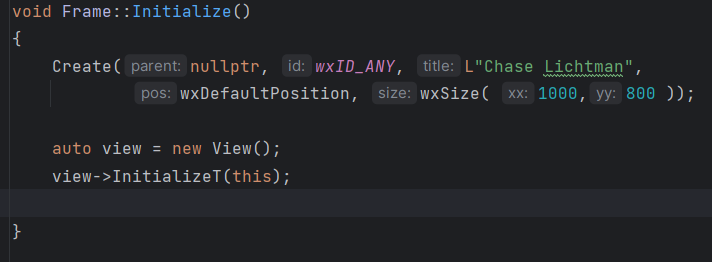 void Frame::Initialize()
{
Create( parent: nullptr, id: wxID_ANY, title: L"Chase Lichtman",
pos: wxDefaultPosition, size: wxSize( xx: 1000, yy: 800 ));
auto view = new View();
view->InitializeT(this);
}